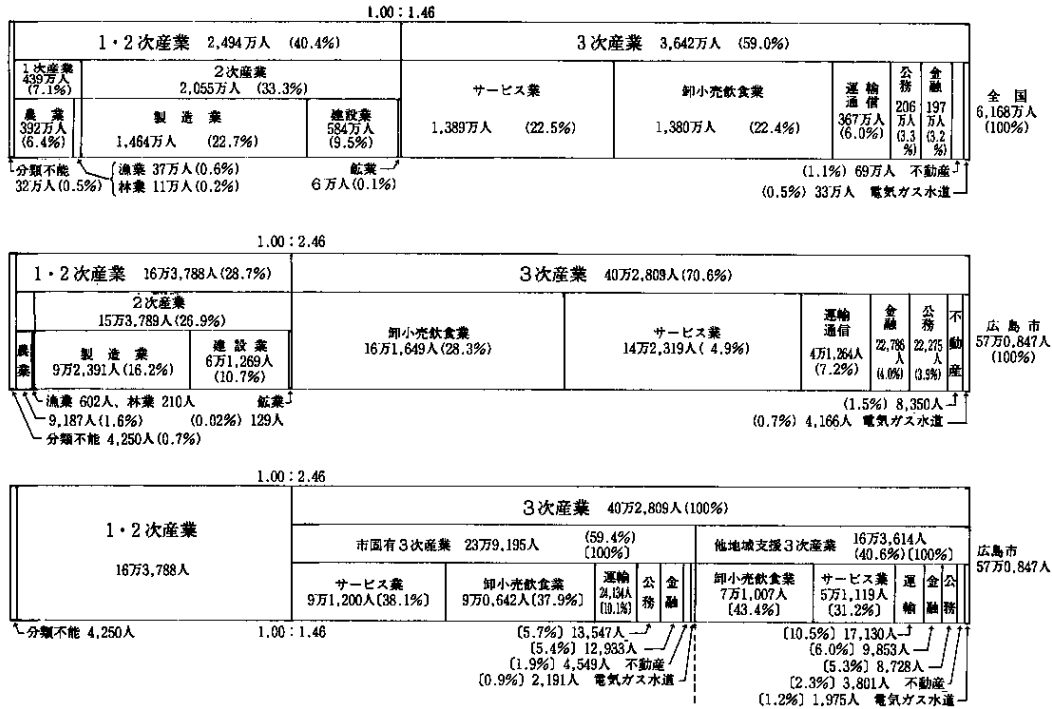 1.00:1.46
1・2次産業 2,494万人 (40.4%)
3次産業 3,642万人 (59.0%)
1次産業
439万人
(7.1%)
2次産業
2,055万人 (33.3%)
農業
392万人
(6.4%)
製造業
1,464万人 (22.7%)
建設業
584万人
(9.5%)
サービス業
1,389万人 (22.5%)
卸小売飲食業
1,380万人 (22.4%)
運輸
通信
367万人
(6.0%)
公務
206
万人
(3.3
%)
金融
197
万人
(3.2
%)
全国
6,168万人
(100%)
分類不能
32万人(0.5%)
漁業 37万人(0.6%)
林業 11万人(0.2%)
鉱業
6万人(0.1%)
(1.1%) 69万人 不動産
(0.5%) 33万人 電気ガス水道
1.00:2.46
1・2次産業 16万3,788人(28.7%)
3次産業 40万2,809人(70.6%)
2次産業
15万3,789人(26.9%)
農業
製造業
9万2,391人(16.2%)
建設業
6万1,269人
(10.7%)
卸小売飲食業
16万1,649人(28.3%)
サービス業
14万2,319人( 4.9%)
運輸
通信
4万1,264人
(7.2%)
金融
22,786
人
(4.0%)
公務
22,275
人
(3.9%)
不動産
広島市
57万0,847人
(100%)
漁業 602人、林業 210人
鉱業
9,187人(1.6%)
(0.02%) 129人
分類不能 4,250人(0.7%)
(1.5%) 8,350人
(0.7%) 4,166人 電気ガス水道
1.00:2.46
1・2次産業
16万3,788人
3次産業 40万2,809人(100%)
市固有3次産業 23万9,195人 (59.4%)
〔100%〕
他地域支援3次産業 16万3,614人
(40.6%)〔100%〕
サービス業
9万1,200人〔38.1%〕
卸小売飲食業
9万0,642人〔37.9%〕
運輸
24,134人
〔10.1%〕
公務
金融
卸小売飲食業
7万1,007人
〔43.4%〕
サービス業
5万1,119人
〔31.2%〕
運輸
金融
公務
広島市
57万0,847人
分類不能 4,250人
1.00:1.46
〔5.7%〕 13,547人
〔5.4%〕 12,933人
〔1.9%〕 4,549人 不動産
〔0.9%〕 2,191人 電気ガス水道
〔10.5%〕 17,130人
〔6.0%〕 9,853人
〔5.3%〕 8,728人
〔2.3%〕 3,801人 不動産
〔1.2%〕 1,975人 電気ガス水道